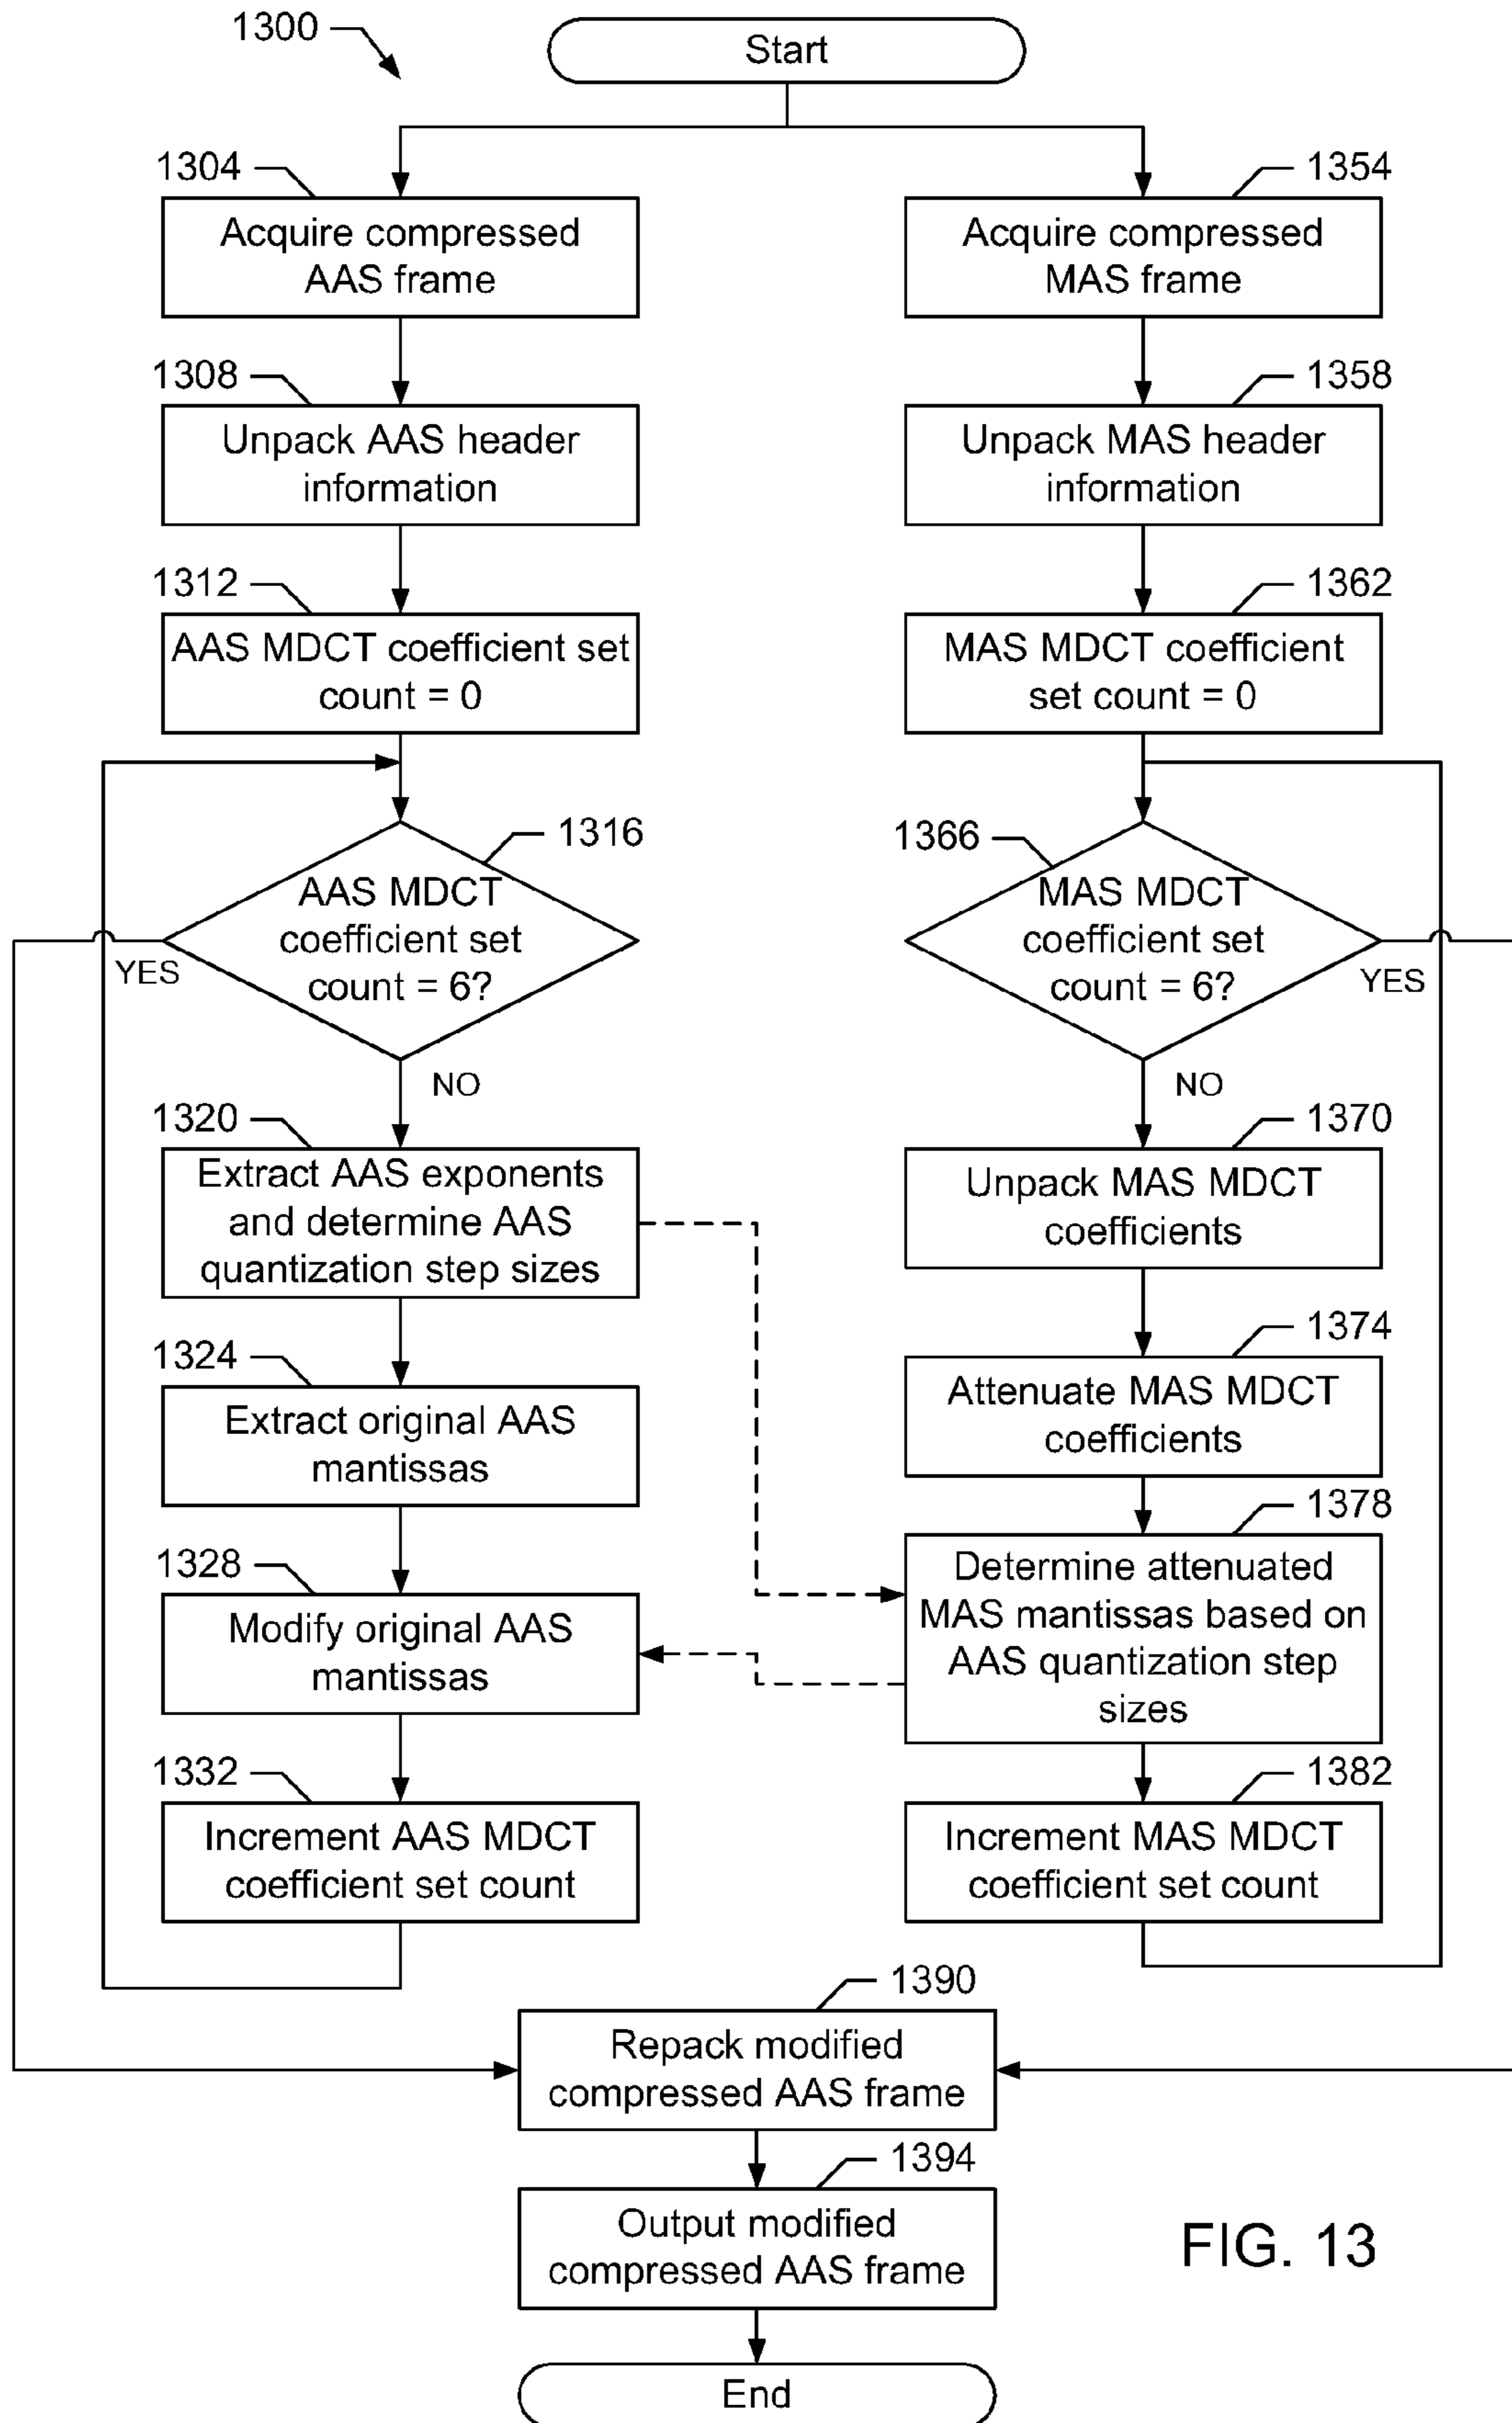 1300
Start
1304
Acquire compressed
AAS frame
1354
Acquire compressed
MAS frame
1308
Unpack AAS header
information
1358
Unpack MAS header
information
1312
AAS MDCT coefficient set
count = 0
1362
MAS MDCT coefficient
set count = 0
1316
AAS MDCT
coefficient set
count = 6?
YES
NO
1366
MAS MDCT
coefficient set
count = 6?
YES
NO
1320
Extract AAS exponents
and determine AAS
quantization step sizes
1370
Unpack MAS MDCT
coefficients
1324
Extract original AAS
mantissas
1374
Attenuate MAS MDCT
coefficients
1328
Modify original AAS
mantissas
1378
Determine attenuated
MAS mantissas based on
AAS quantization step
sizes
1332
Increment AAS MDCT
coefficient set count
1382
Increment MAS MDCT
coefficient set count
1390
Repack modified
compressed AAS frame
1394
Output modified
compressed AAS frame
End
FIG. 13